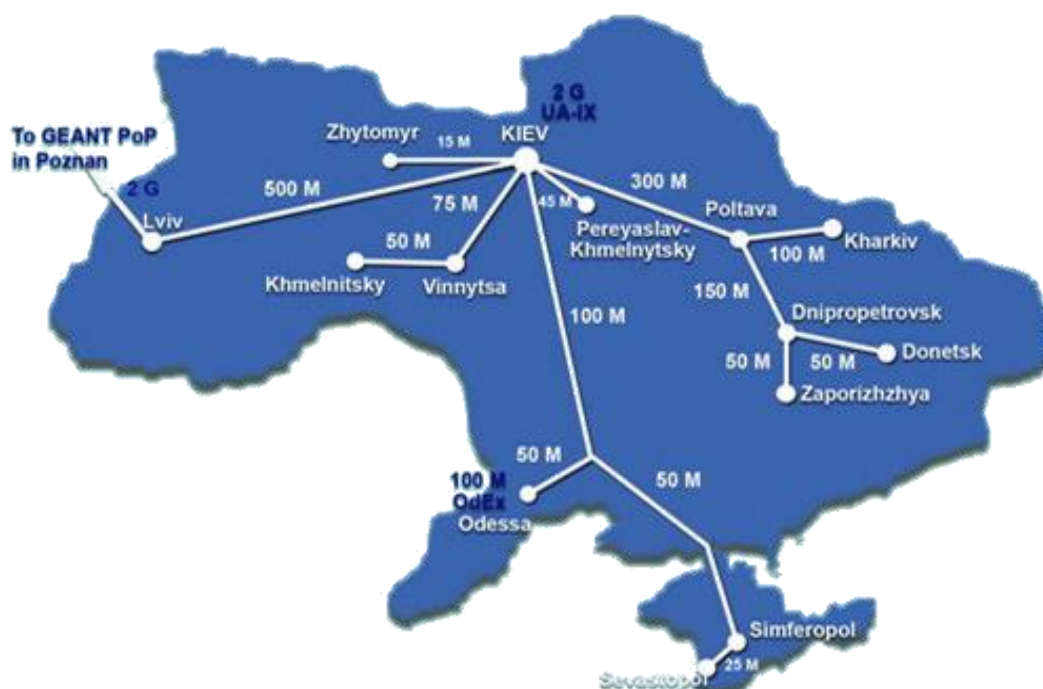 2 G
UA-IX
To GEANT PoP
in Poznan
Zhytomyr
15 M
KIEV
2 G
500 M
75 M
45 M
300 M
Lviv
Poltava
Pereyaslav-
Khmelnytsky
Kharkiv
100 M
50 M
Khmelnitsky
Vinnytsa
150 M
100 M
Dnipropetrovsk
50 M
50 M
Donetsk
Zaporizhzhya
50 M
100 M
OdEx
Odessa
50 M
Simferopol
25 M
Sevastopol